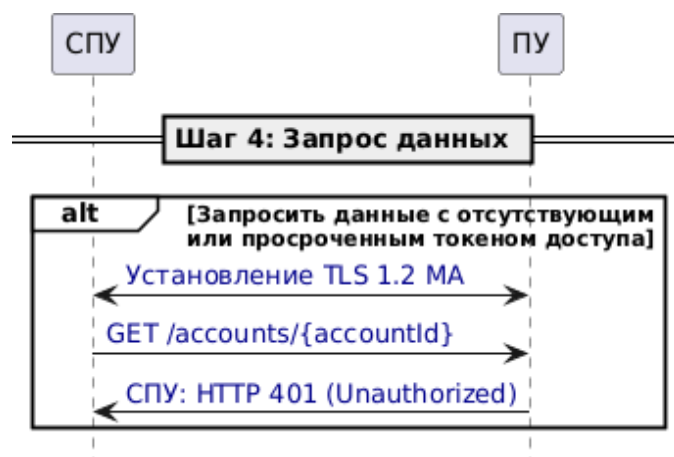 СПУ ПУ
Шаг 4: Запрос данных
alt [Запросить данные с отсутствующим
или просроченным токеном доступа]
Установление TLS 1.2 MA
GET /accounts/{accountId}
СПУ: HTTP 401 (Unauthorized)